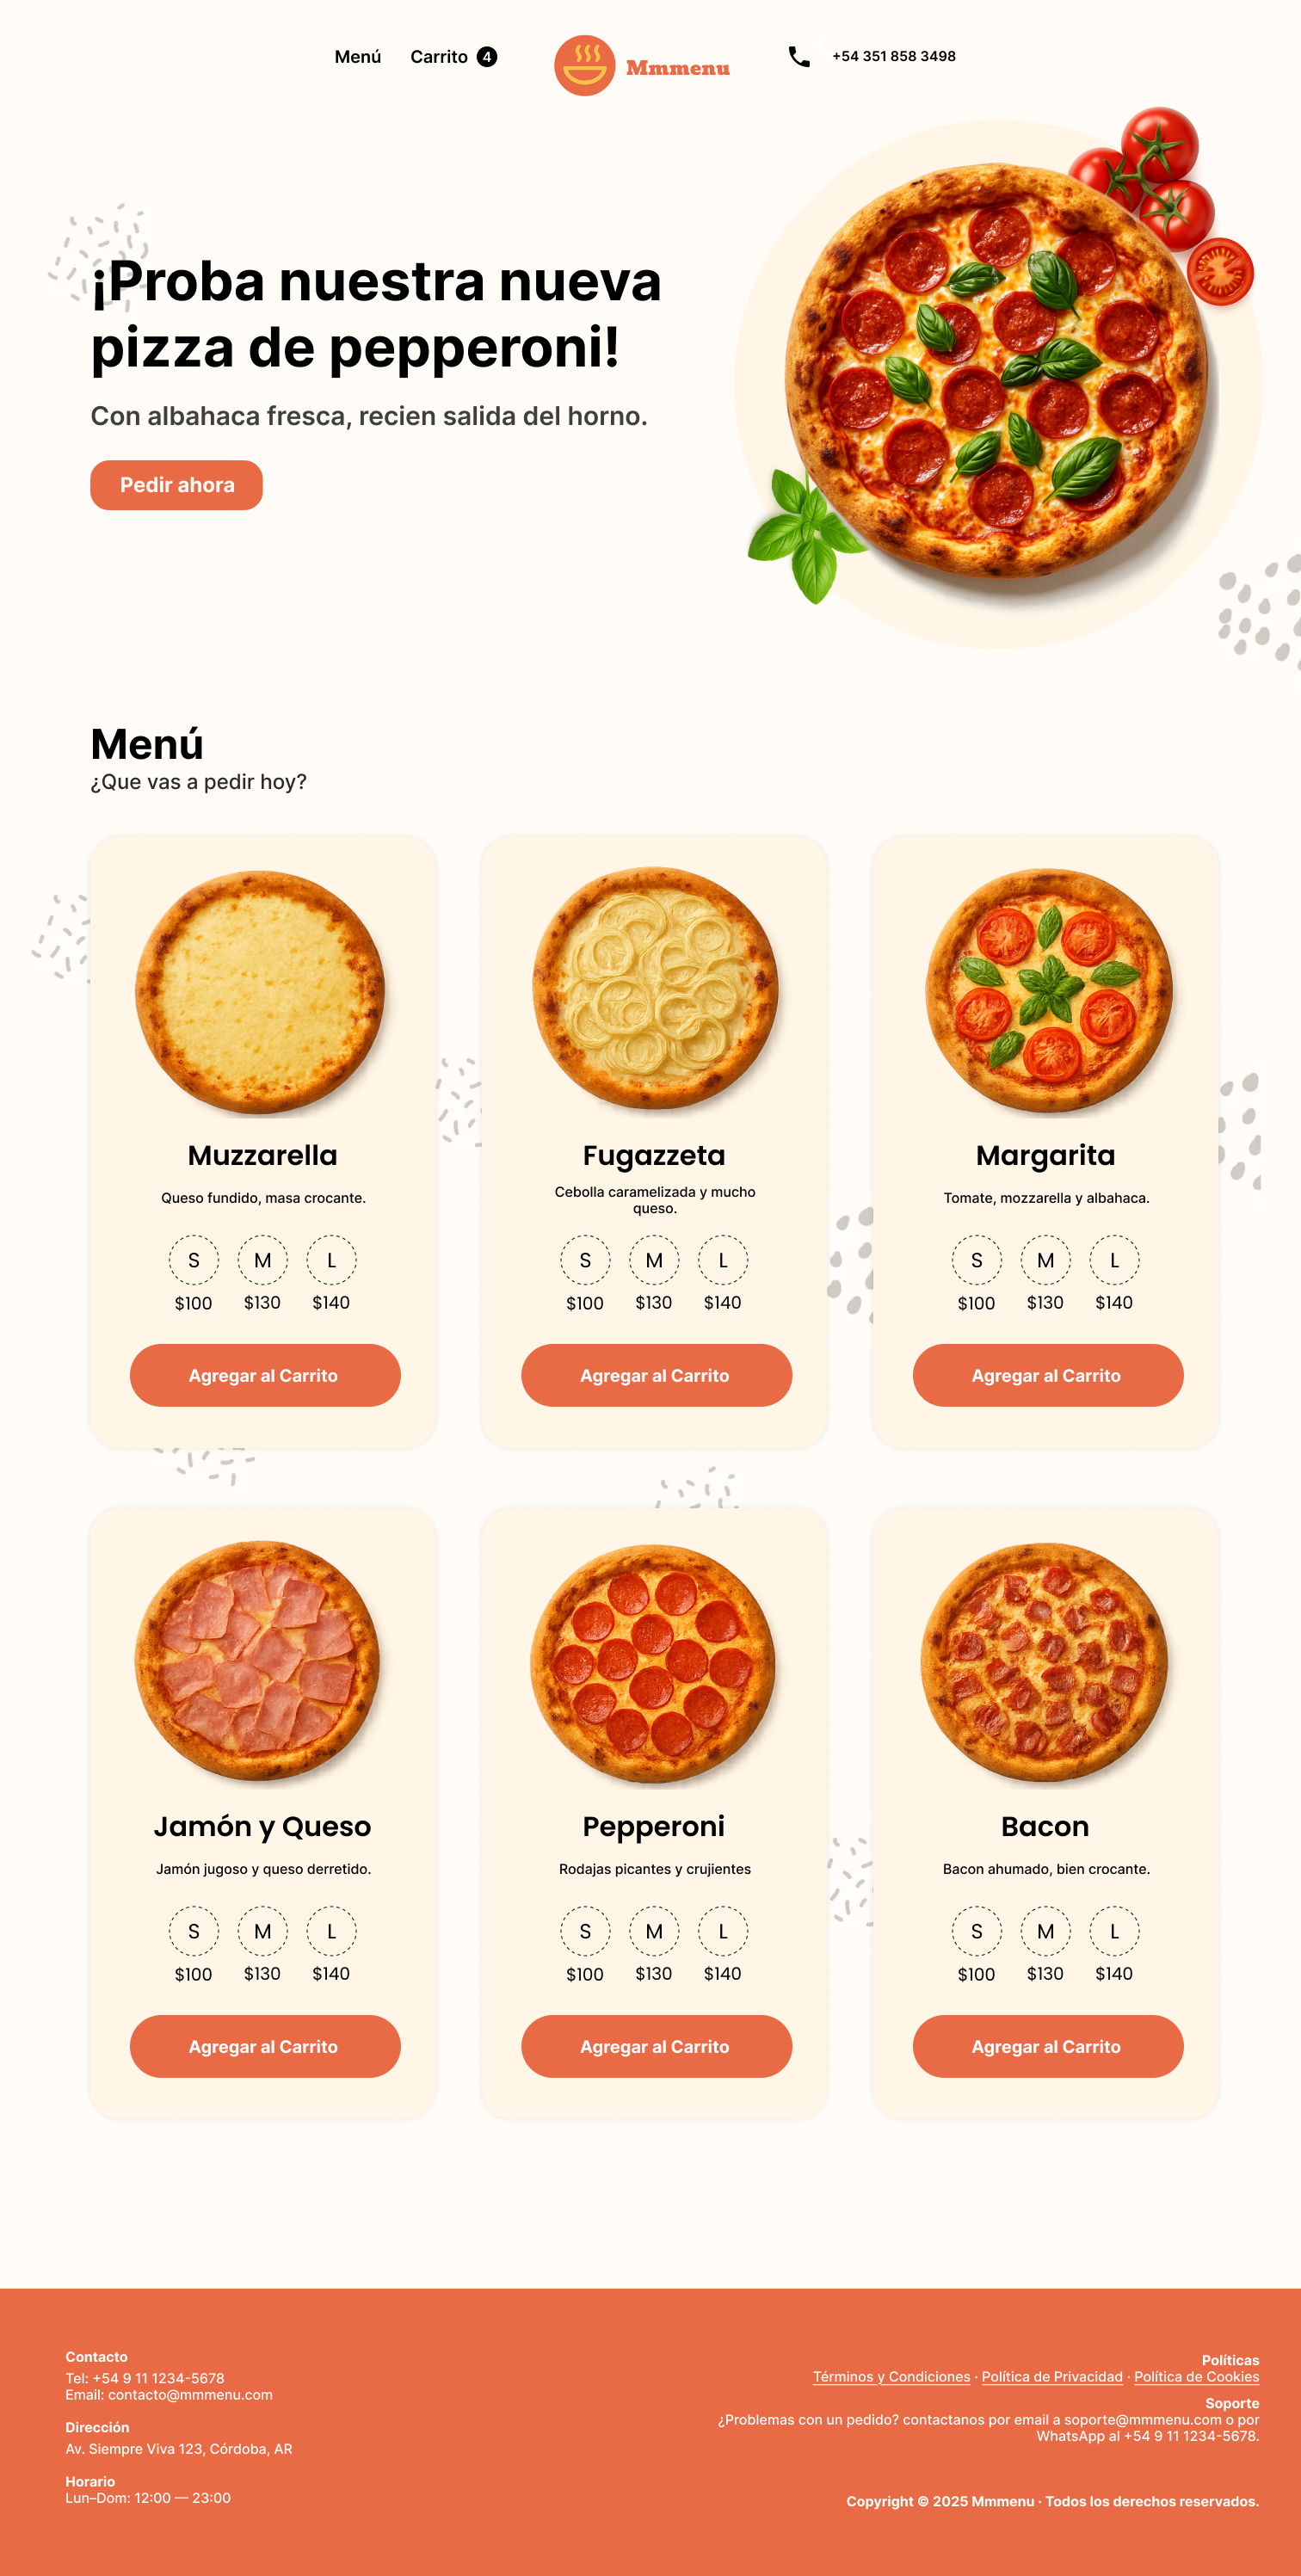 Menú
Carrito 4
Mmmenu
+54 351 858 3498
¡Proba nuestra nueva
pizza de pepperoni!
Con albahaca fresca, recien salida del horno.
Pedir ahora
Menú
¿Que vas a pedir hoy?
Muzzarella
Queso fundido, masa crocante.
S M L
$100 $130 $140
Agregar al Carrito
Fugazzeta
Cebolla caramelizada y mucho
queso.
S M L
$100 $130 $140
Agregar al Carrito
Margarita
Tomate, mozzarella y albahaca.
S M L
$100 $130 $140
Agregar al Carrito
Jamón y Queso
Jamón jugoso y queso derretido.
S M L
$100 $130 $140
Agregar al Carrito
Pepperoni
Rodajas picantes y crujientes
S M L
$100 $130 $140
Agregar al Carrito
Bacon
Bacon ahumado, bien crocante.
S M L
$100 $130 $140
Agregar al Carrito
Contacto
Tel: +54 9 11 1234-5678
Email: contacto@mmmenu.com
Dirección
Av. Siempre Viva 123, Córdoba, AR
Horario
Lun–Dom: 12:00 — 23:00
Políticas
Términos y Condiciones · Política de Privacidad · Política de Cookies
Soporte
¿Problemas con un pedido? contactanos por email a soporte@mmmenu.com o por
WhatsApp al +54 9 11 1234-5678.
Copyright © 2025 Mmmenu · Todos los derechos reservados.